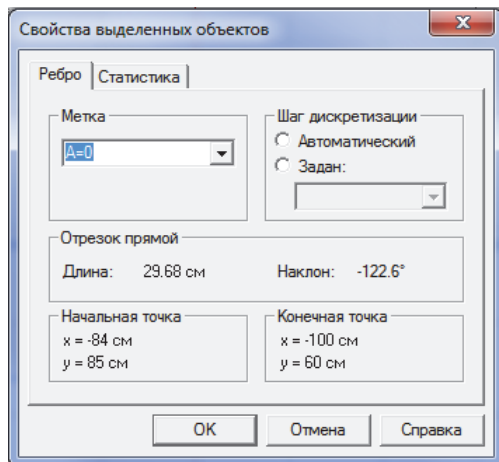 Свойства выделенных объектов
Ребро Статистика
Метка
A=0
Шаг дискретизации
Автоматический
Задан:
Отрезок прямой
Длина: 29.68 см Наклон: -122.6°
Начальная точка
x = -84 см
y = 85 см
Конечная точка
x = -100 см
y = 60 см
OK Отмена Справка